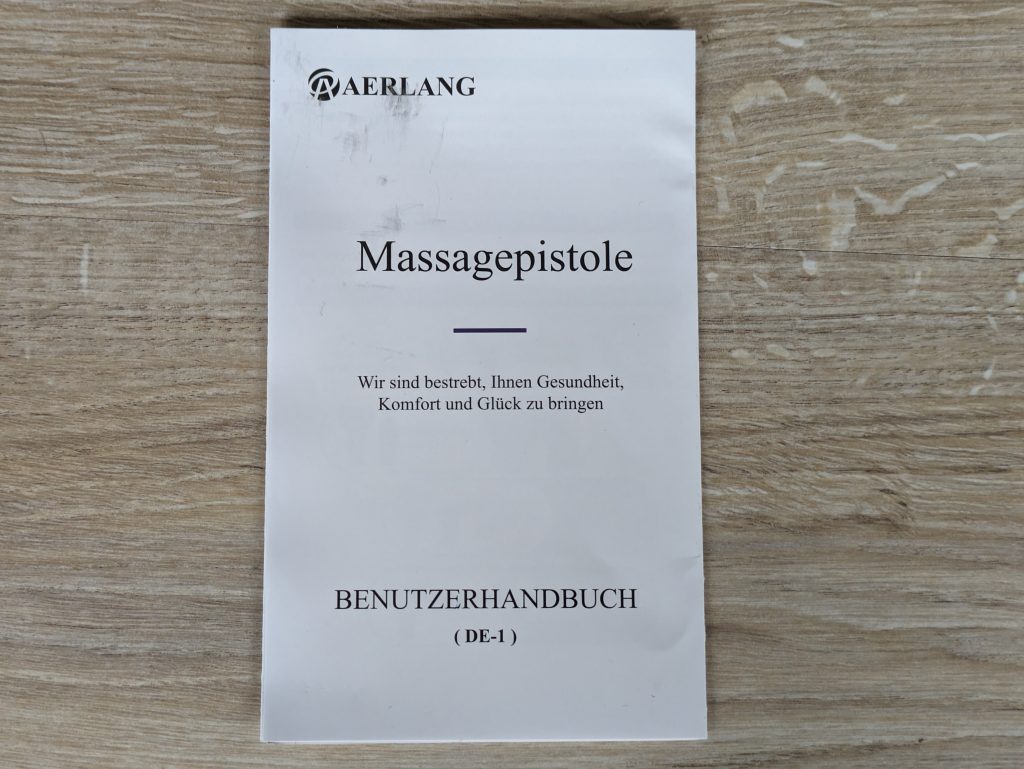 AERLANG
Massagepistole
Wir sind bestrebt, Ihnen Gesundheit,
Komfort und Glück zu bringen
BENUTZERHANDBUCH
( DE-1 )